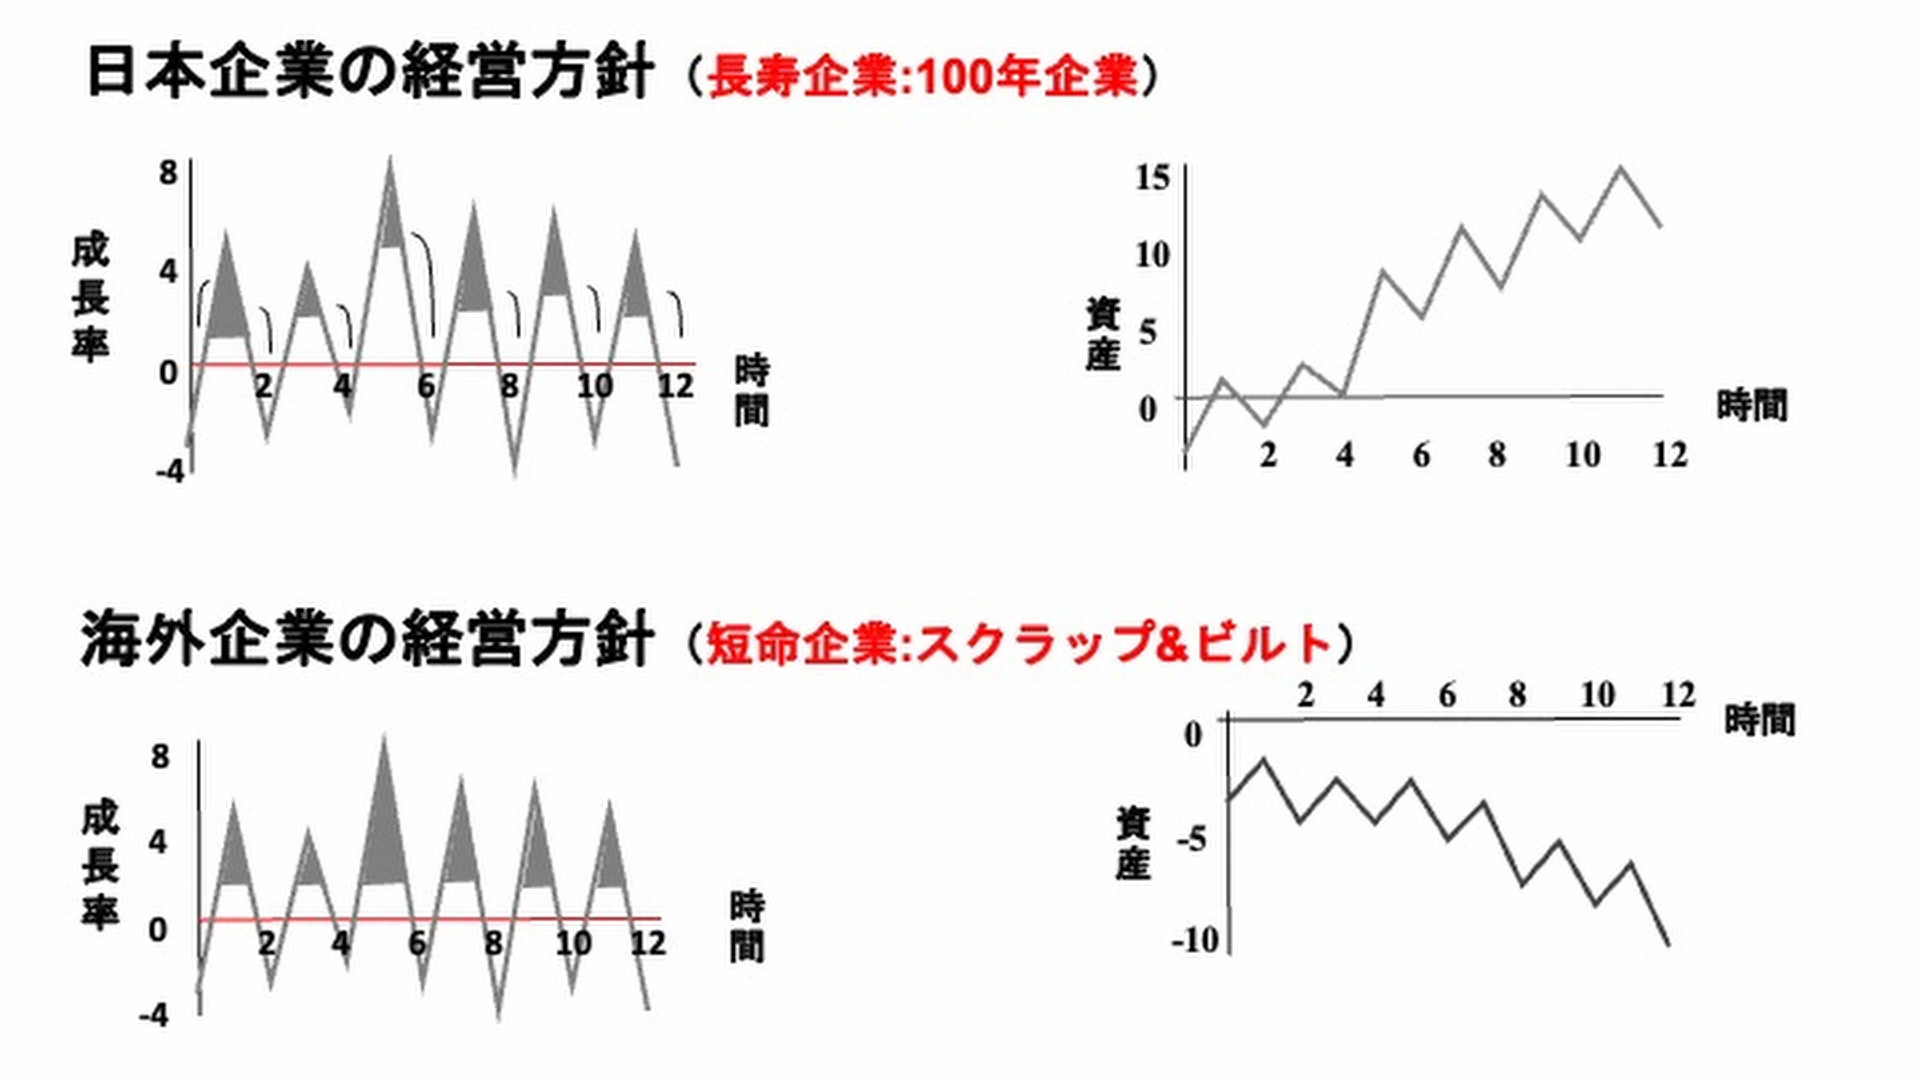 日本企業の経営方針（長寿企業:100年企業）
8
4
0
-4
成長率
2 4 6 8 10 12
時間
15
10
5
0
資産
2 4 6 8 10 12
時間
海外企業の経営方針（短命企業:スクラップ&ビルト）
8
4
0
-4
成長率
2 4 6 8 10 12
時間
2 4 6 8 10 12
時間
0
-5
-10
資産